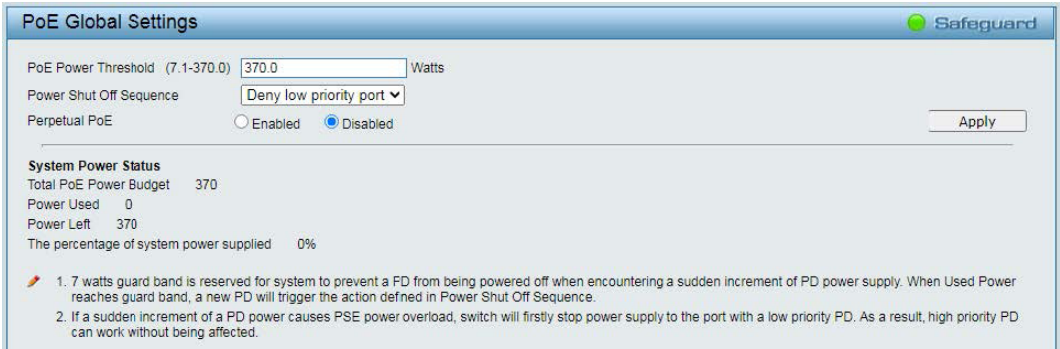 PoE Global Settings
Safeguard
PoE Power Threshold (7.1-370.0) 370.0 Watts
Power Shut Off Sequence Deny low priority port
Perpetual PoE Enabled Disabled
Apply
System Power Status
Total PoE Power Budget 370
Power Used 0
Power Left 370
The percentage of system power supplied 0%
1. 7 watts guard band is reserved for system to prevent a FD from being powered off when encountering a sudden increment of PD power supply. When Used Power
reaches guard band, a new PD will trigger the action defined in Power Shut Off Sequence.
2. If a sudden increment of a PD power causes PSE power overload, switch will firstly stop power supply to the port with a low priority PD. As a result, high priority PD
can work without being affected.